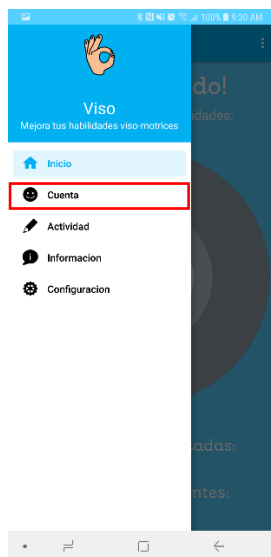 100% 9:30 AM
do!
Viso
idades:
Mejora tus habilidades viso-motrices
Inicio
Cuenta
Actividad
Informacion
Configuracion
adas:
ntes: